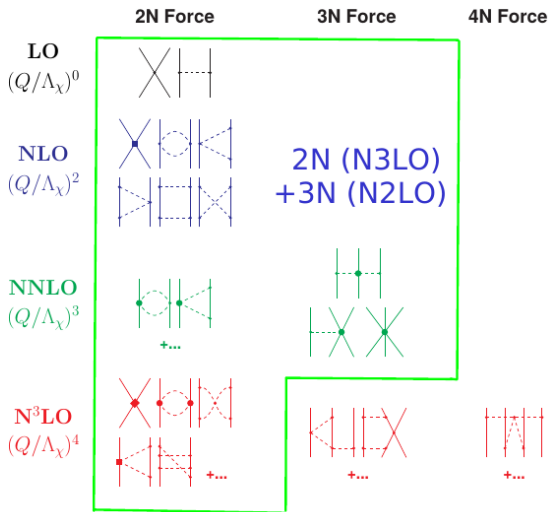 2N Force 3N Force 4N Force
LO
(Q/Λχ)⁰
NLO
(Q/Λχ)²
2N (N3LO)
+3N (N2LO)
NNLO
(Q/Λχ)³
+...
N³LO
(Q/Λχ)⁴
+... +... +...